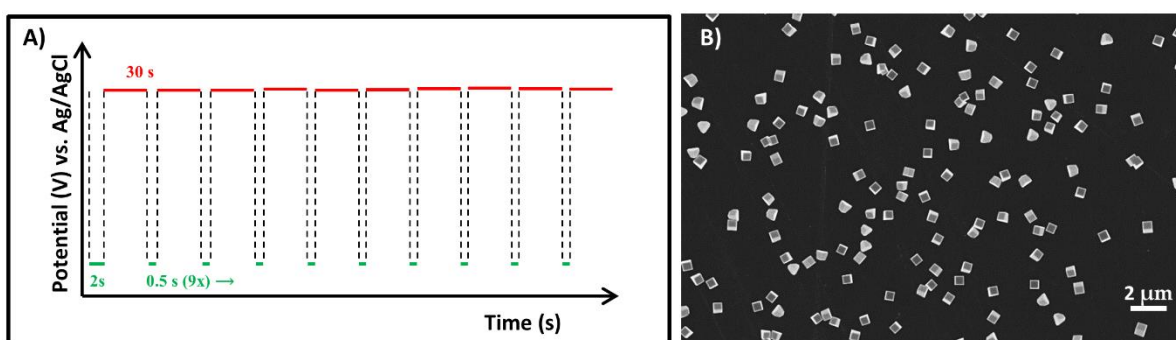 A)
30 s
Potential (V) vs. Ag/AgCl
2s
0.5 s (9x) →
Time (s)
B)
2 μm